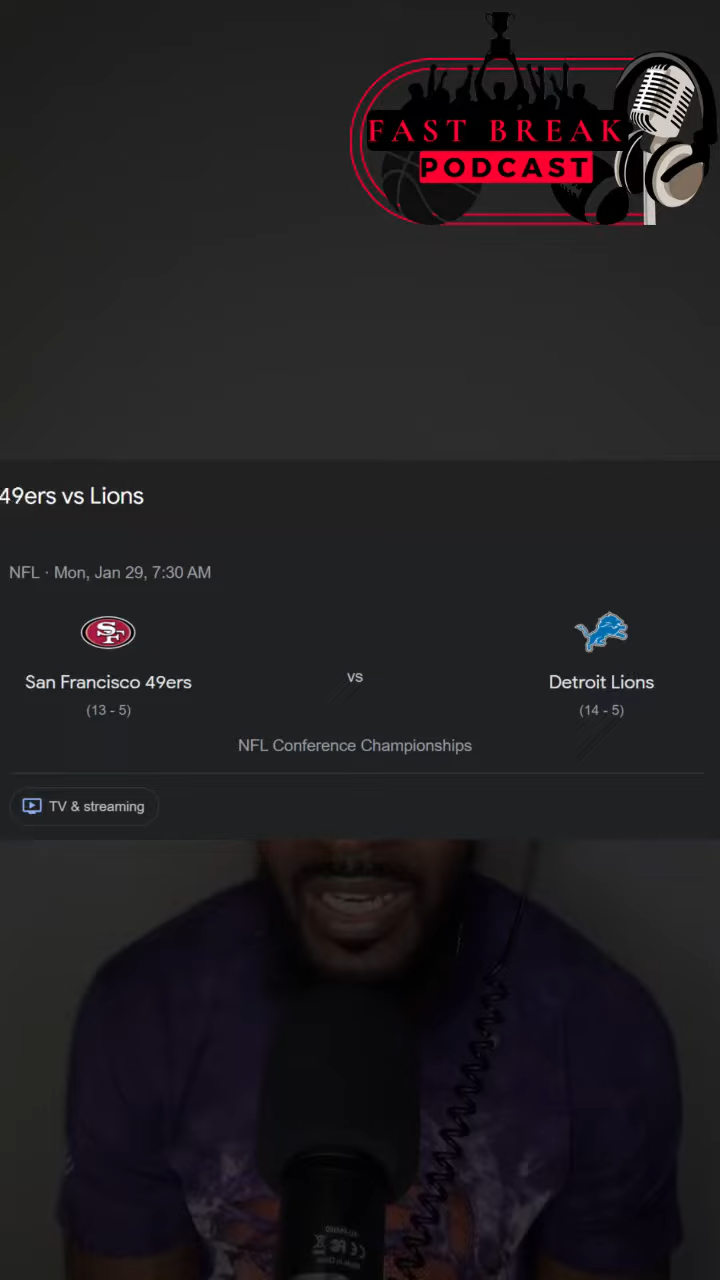 FAST BREAK
PODCAST
49ers vs Lions
NFL · Mon, Jan 29, 7:30 AM
SF
San Francisco 49ers
vs
Detroit Lions
(13 - 5)
(14 - 5)
NFL Conference Championships
TV & streaming